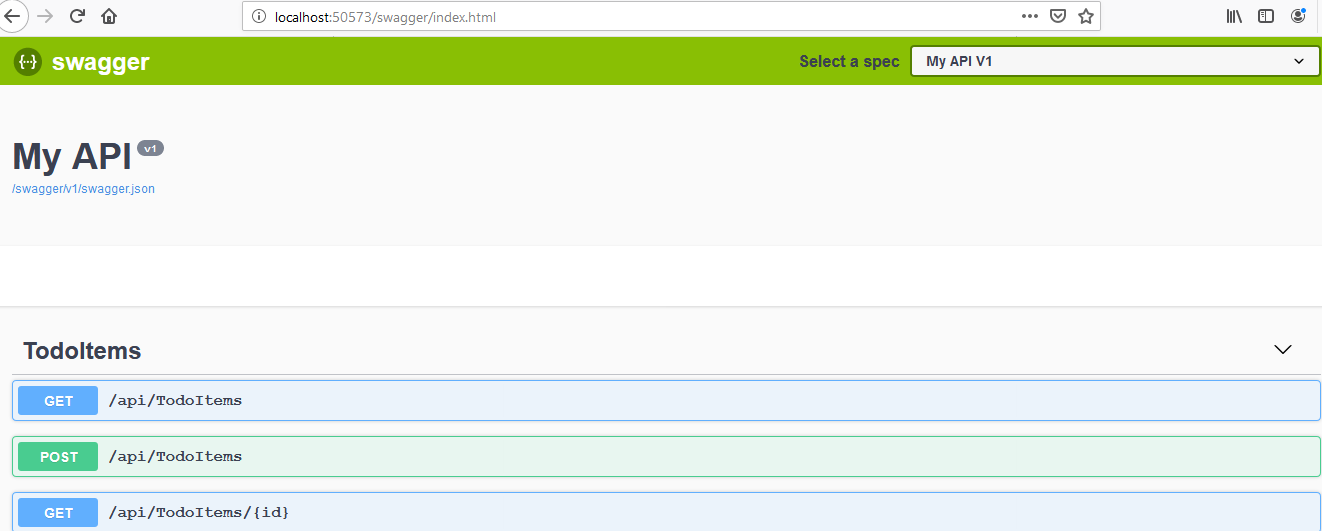 localhost:50573/swagger/index.html
{··} swagger Select a spec My API V1
My API v1
/swagger/v1/swagger.json
TodoItems
GET /api/TodoItems
POST /api/TodoItems
GET /api/TodoItems/{id}